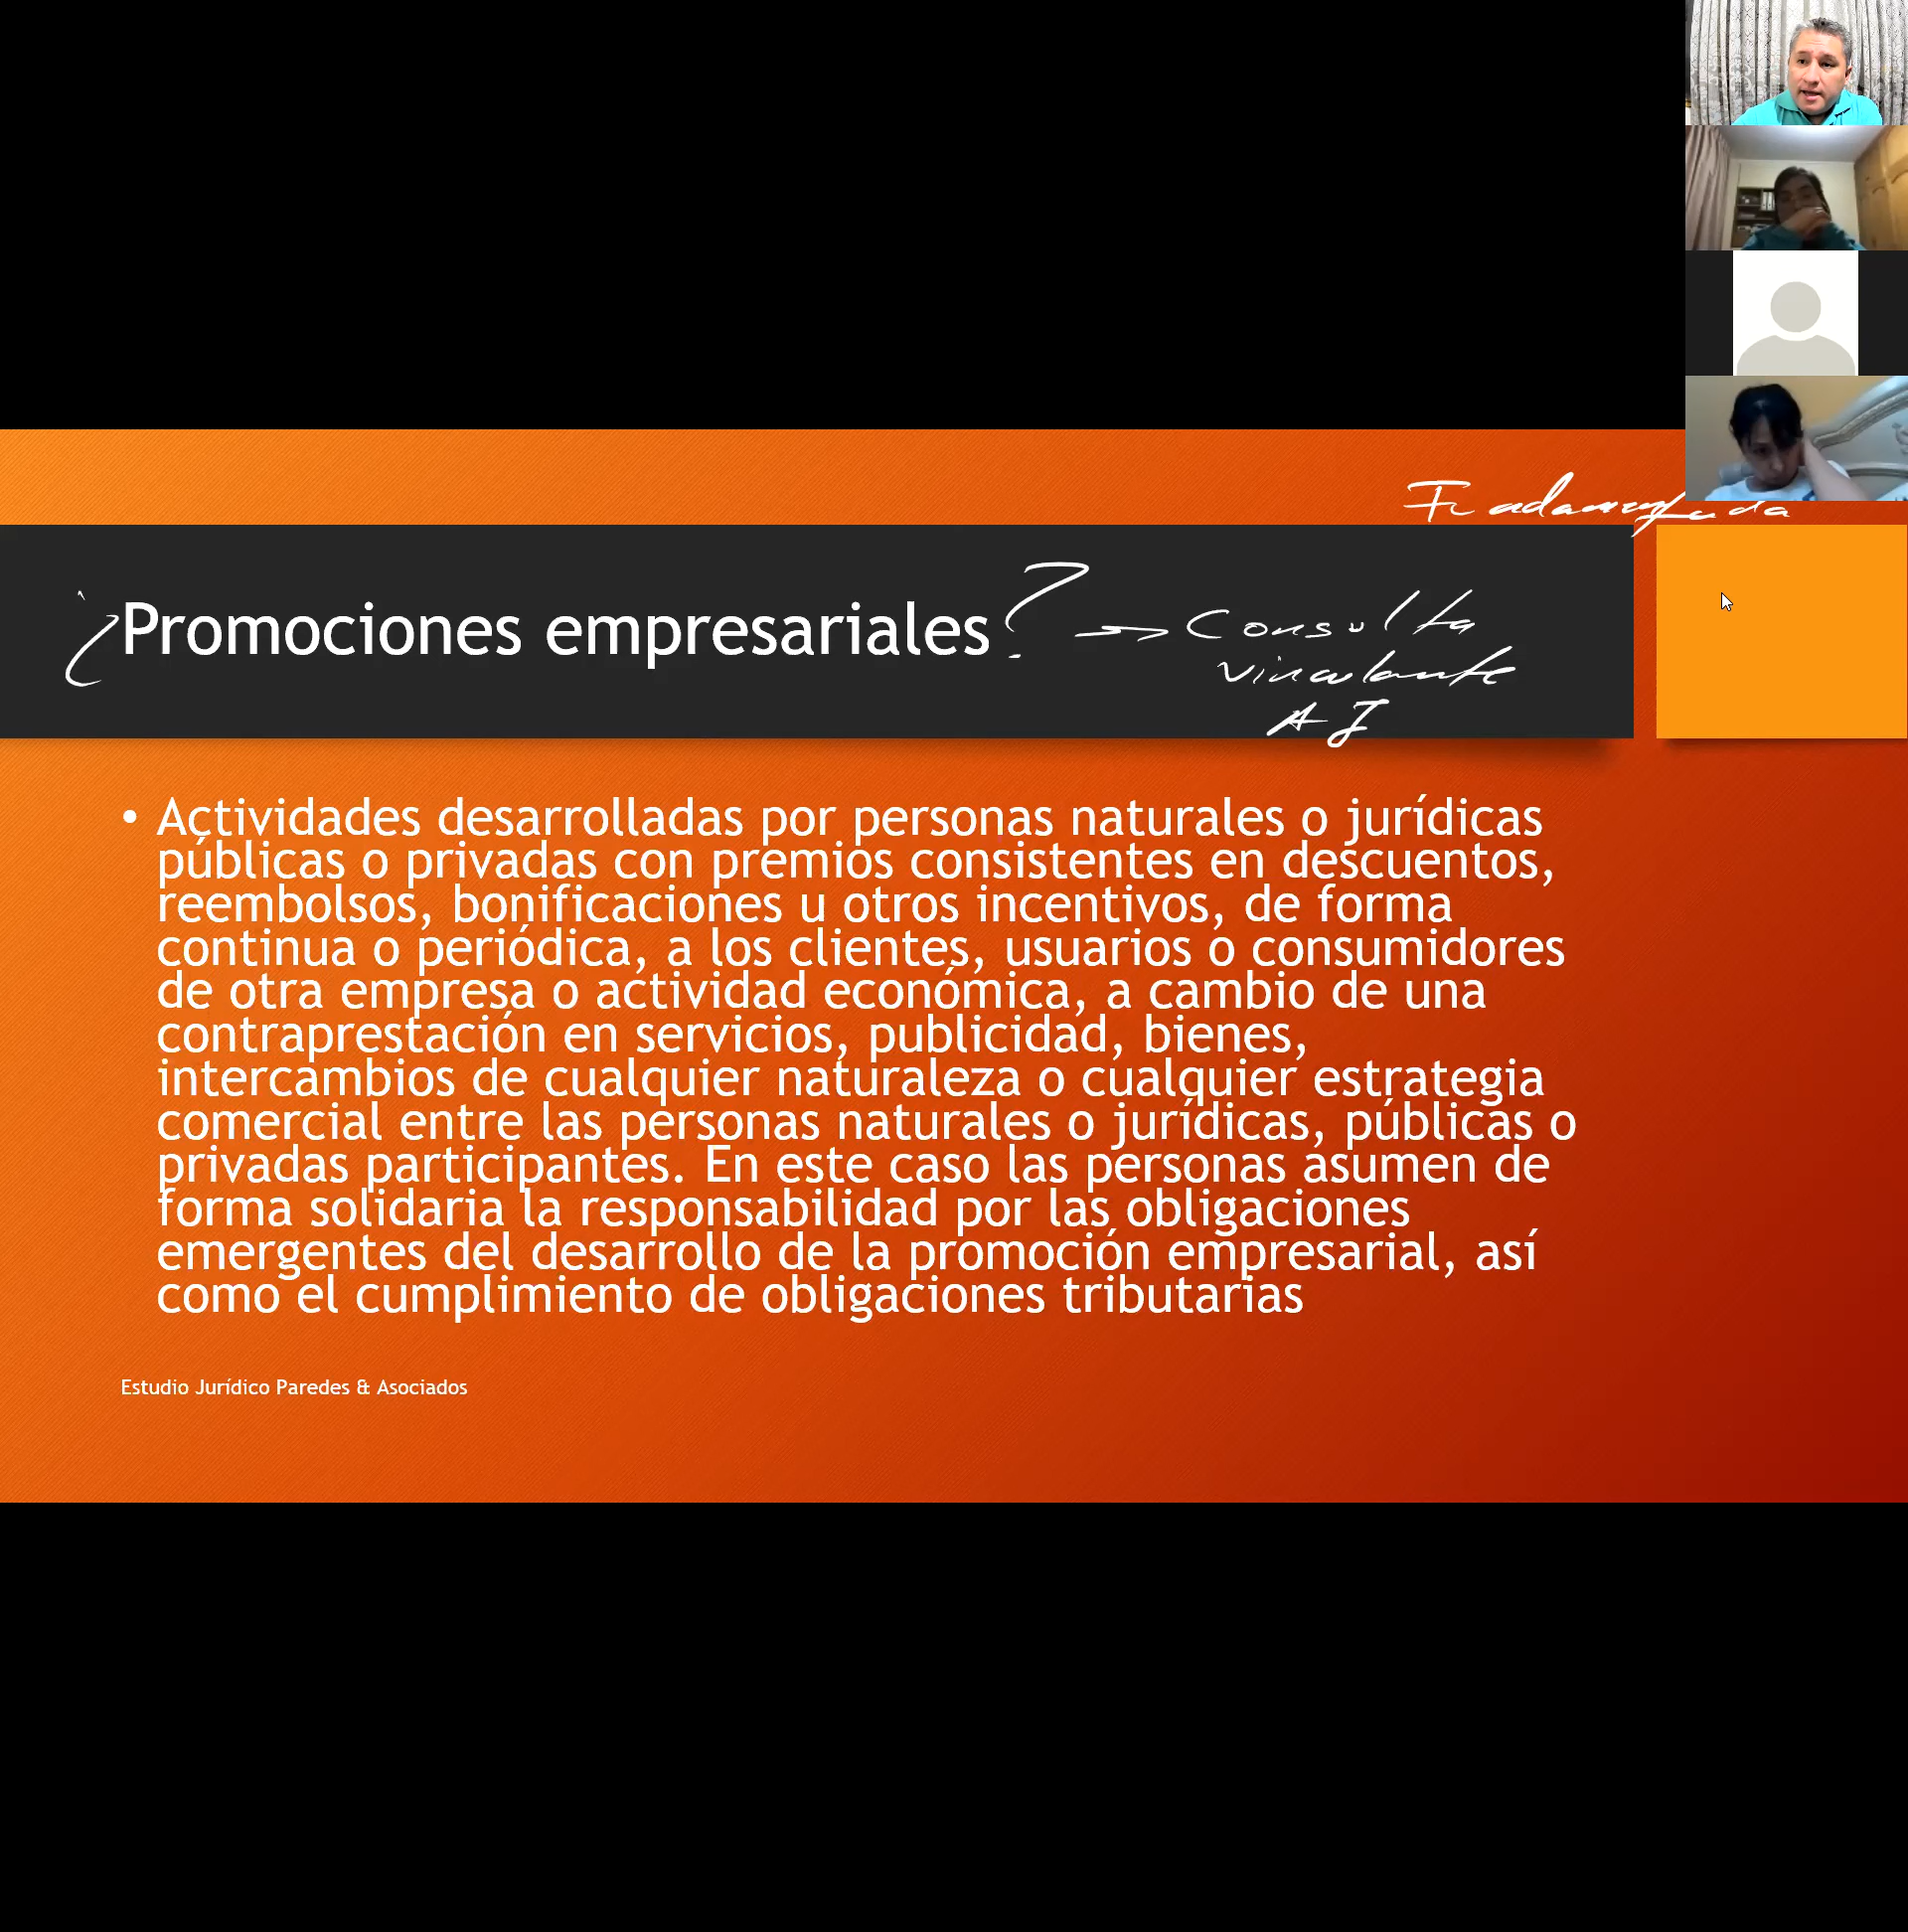 ¿Promociones empresariales? → Consulta
vinculante
AJ
• Actividades desarrolladas por personas naturales o jurídicas
públicas o privadas con premios consistentes en descuentos,
reembolsos, bonificaciones u otros incentivos, de forma
continua o periódica, a los clientes, usuarios o consumidores
de otra empresa o actividad económica, a cambio de una
contraprestación en servicios, publicidad, bienes,
intercambios de cualquier naturaleza o cualquier estrategia
comercial entre las personas naturales o jurídicas, públicas o
privadas participantes. En este caso las personas asumen de
forma solidaria la responsabilidad por las obligaciones
emergentes del desarrollo de la promoción empresarial, así
como el cumplimiento de obligaciones tributarias
Estudio Jurídico Paredes & Asociados